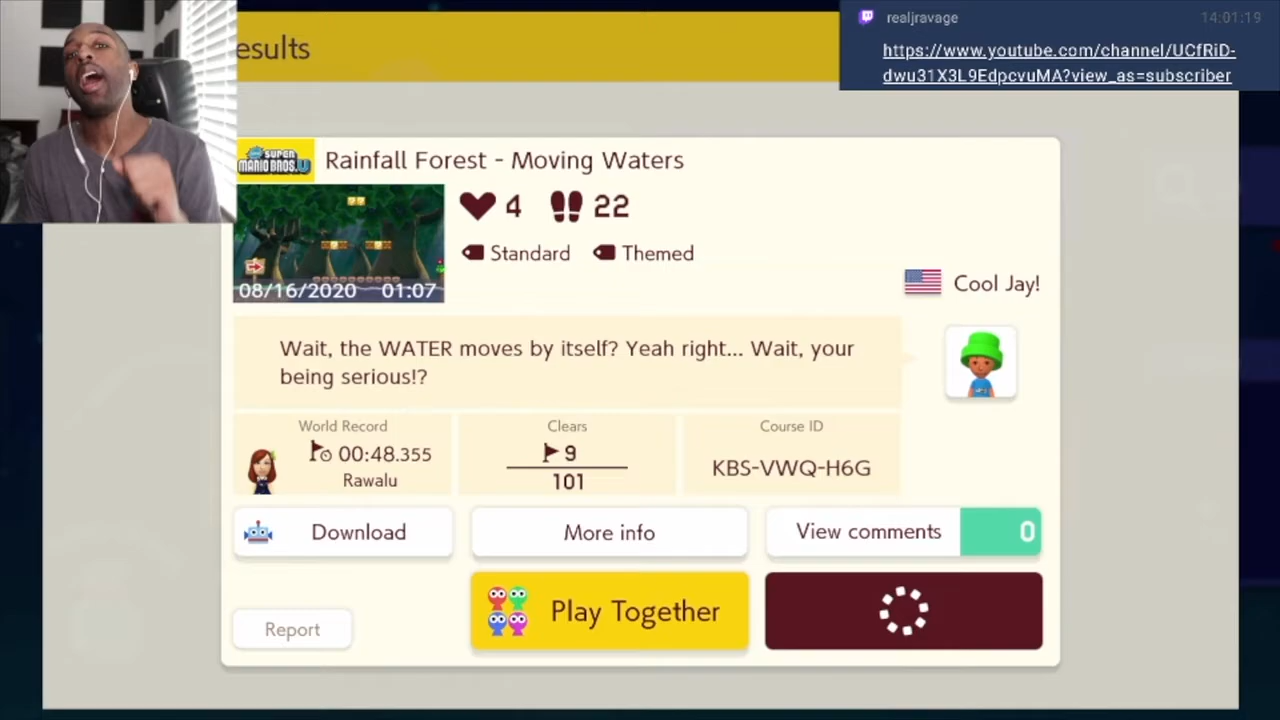 realjravage 14:01:19
https://www.youtube.com/channel/UCfRiD-
dwu31X3L9EdpcvuMA?view_as=subscriber
esults
SUPER
MARIO BROS. U
Rainfall Forest - Moving Waters
4 22
Standard Themed
08/16/2020 01:07
Cool Jay!
Wait, the WATER moves by itself? Yeah right... Wait, your
being serious!?
World Record Clears Course ID
00:48.355 9
Rawalu 101
KBS-VWQ-H6G
Download More info View comments 0
Play Together
Report